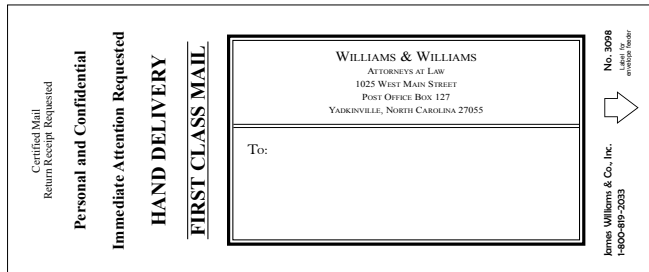 Certified Mail
Return Receipt Requested
Personal and Confidential
Immediate Attention Requested
HAND DELIVERY
FIRST CLASS MAIL
WILLIAMS & WILLIAMS
ATTORNEYS AT LAW
1025 WEST MAIN STREET
POST OFFICE BOX 127
YADKINVILLE, NORTH CAROLINA 27055
To:
No. 3098
Label for
envelope feeder
James Williams & Co., Inc.
1-800-819-2033